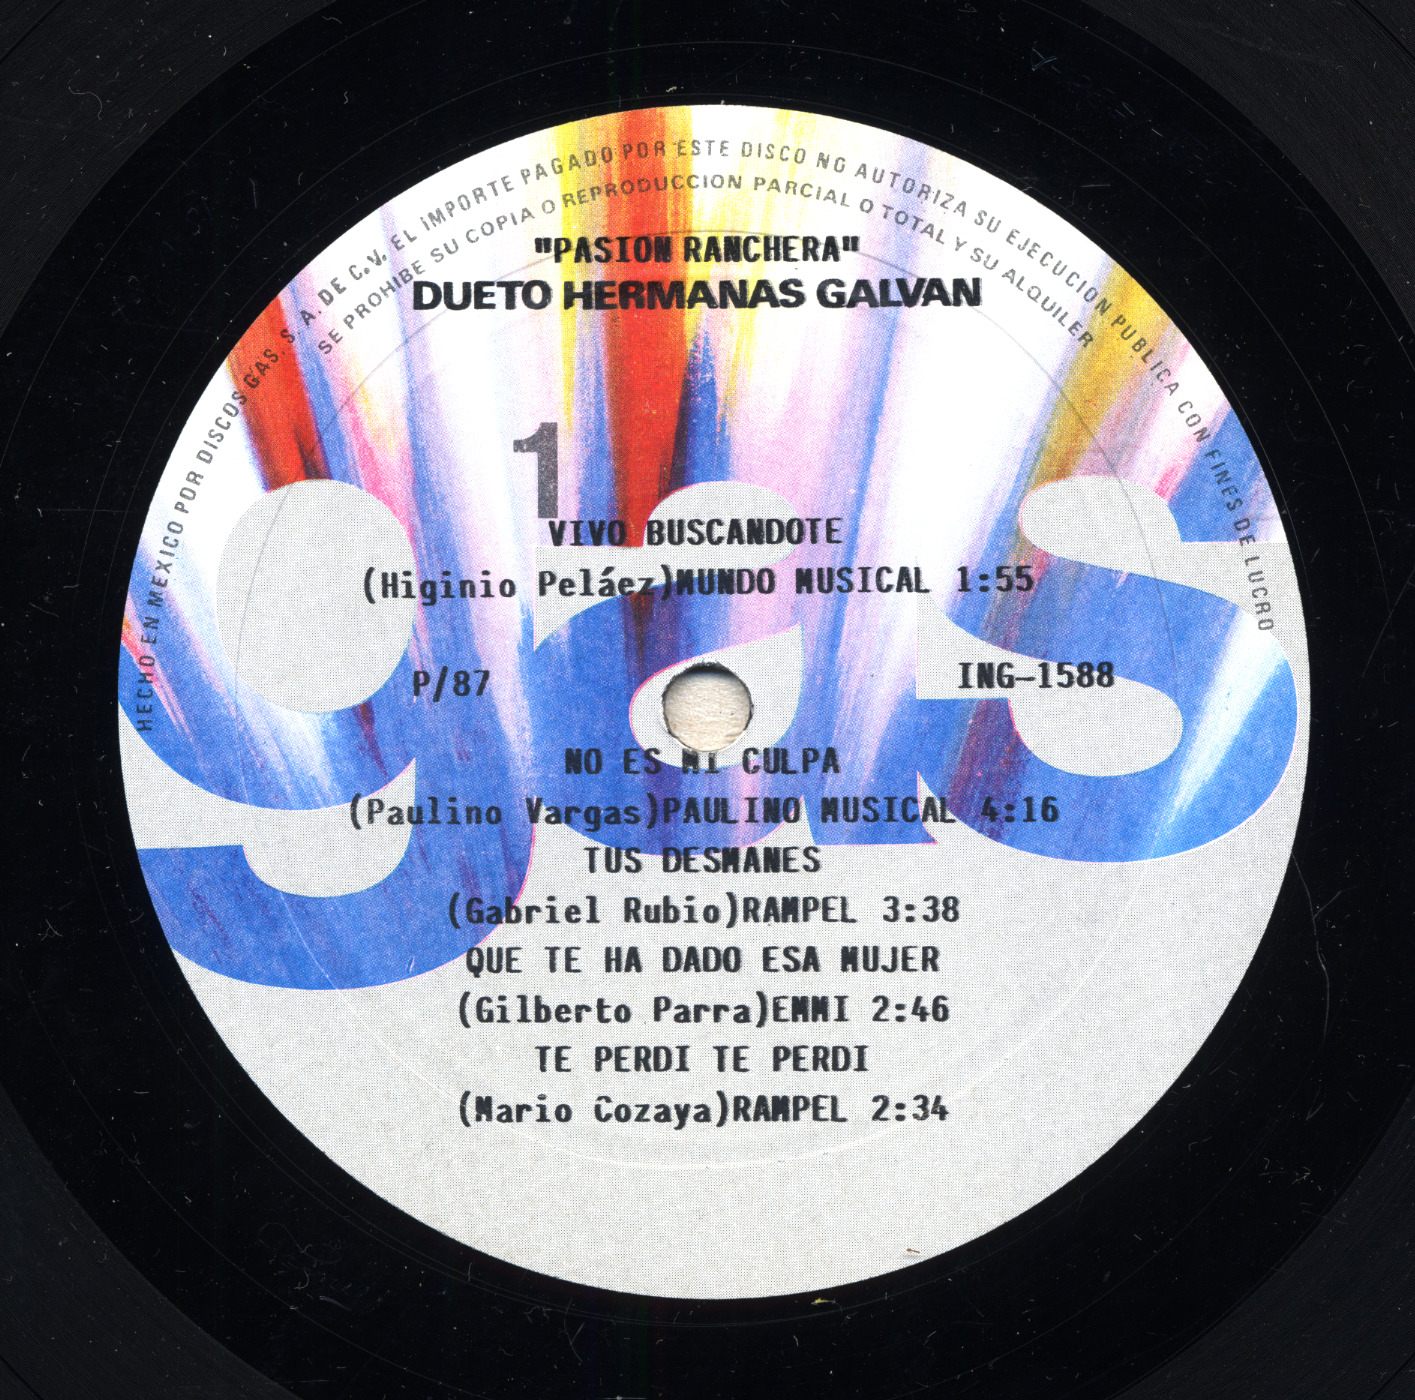 HECHO EN MEXICO POR DISCOS GAS, S. A. DE C.V. EL IMPORTE PAGADO POR ESTE DISCO NO AUTORIZA SU EJECUCION PUBLICA CON FINES DE LUCRO
SE PROHIBE SU COPIA O REPRODUCCION PARCIAL O TOTAL Y SU ALQUILER
"PASION RANCHERA"
DUETO HERMANAS GALVAN
1
gas
VIVO BUSCANDOTE
(Higinio Peláez)MUNDO MUSICAL 1:55
P/87 ING-1588
NO ES MI CULPA
(Paulino Vargas)PAULINO MUSICAL 4:16
TUS DESMANES
(Gabriel Rubio)RAMPEL 3:38
QUE TE HA DADO ESA MUJER
(Gilberto Parra)EMMI 2:46
TE PERDI TE PERDI
(Mario Cozaya)RAMPEL 2:34